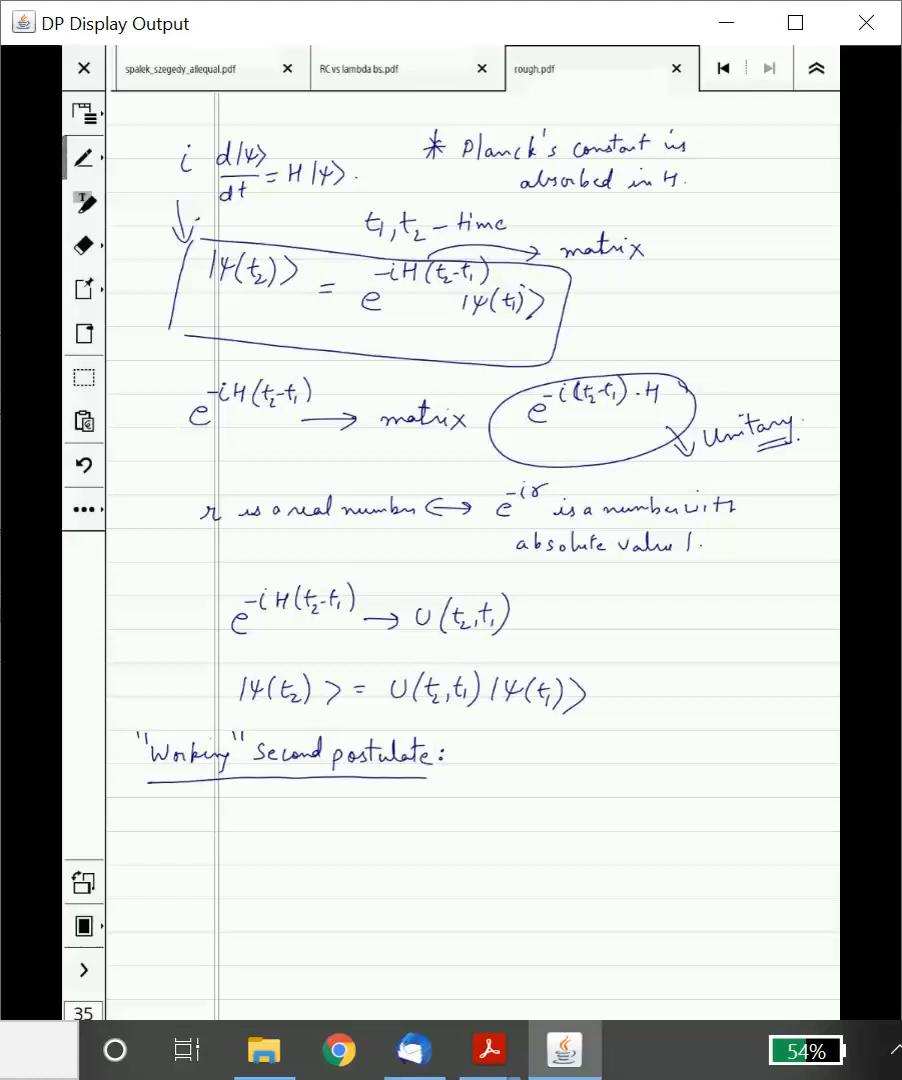 DP Display Output
spalek_szegedy_allequal.pdf
RC vs lambda bs.pdf
rough.pdf
i d|ψ⟩/dt = H|ψ⟩.
* Planck's constant is
absorbed in H.
t₁, t₂ - time
|ψ(t₂)⟩ = e^{-iH(t₂-t₁)} |ψ(t₁)⟩ → matrix
e^{-iH(t₂-t₁)} → matrix
e^{-i(t₂-t₁)·H} ↘ Unitary.
r is a real number ⟷ e^{-ir} is a number with
absolute value 1.
e^{-iH(t₂-t₁)} → U(t₂,t₁)
|ψ(t₂)⟩ = U(t₂,t₁)|ψ(t₁)⟩
"Working" Second postulate:
35
54%